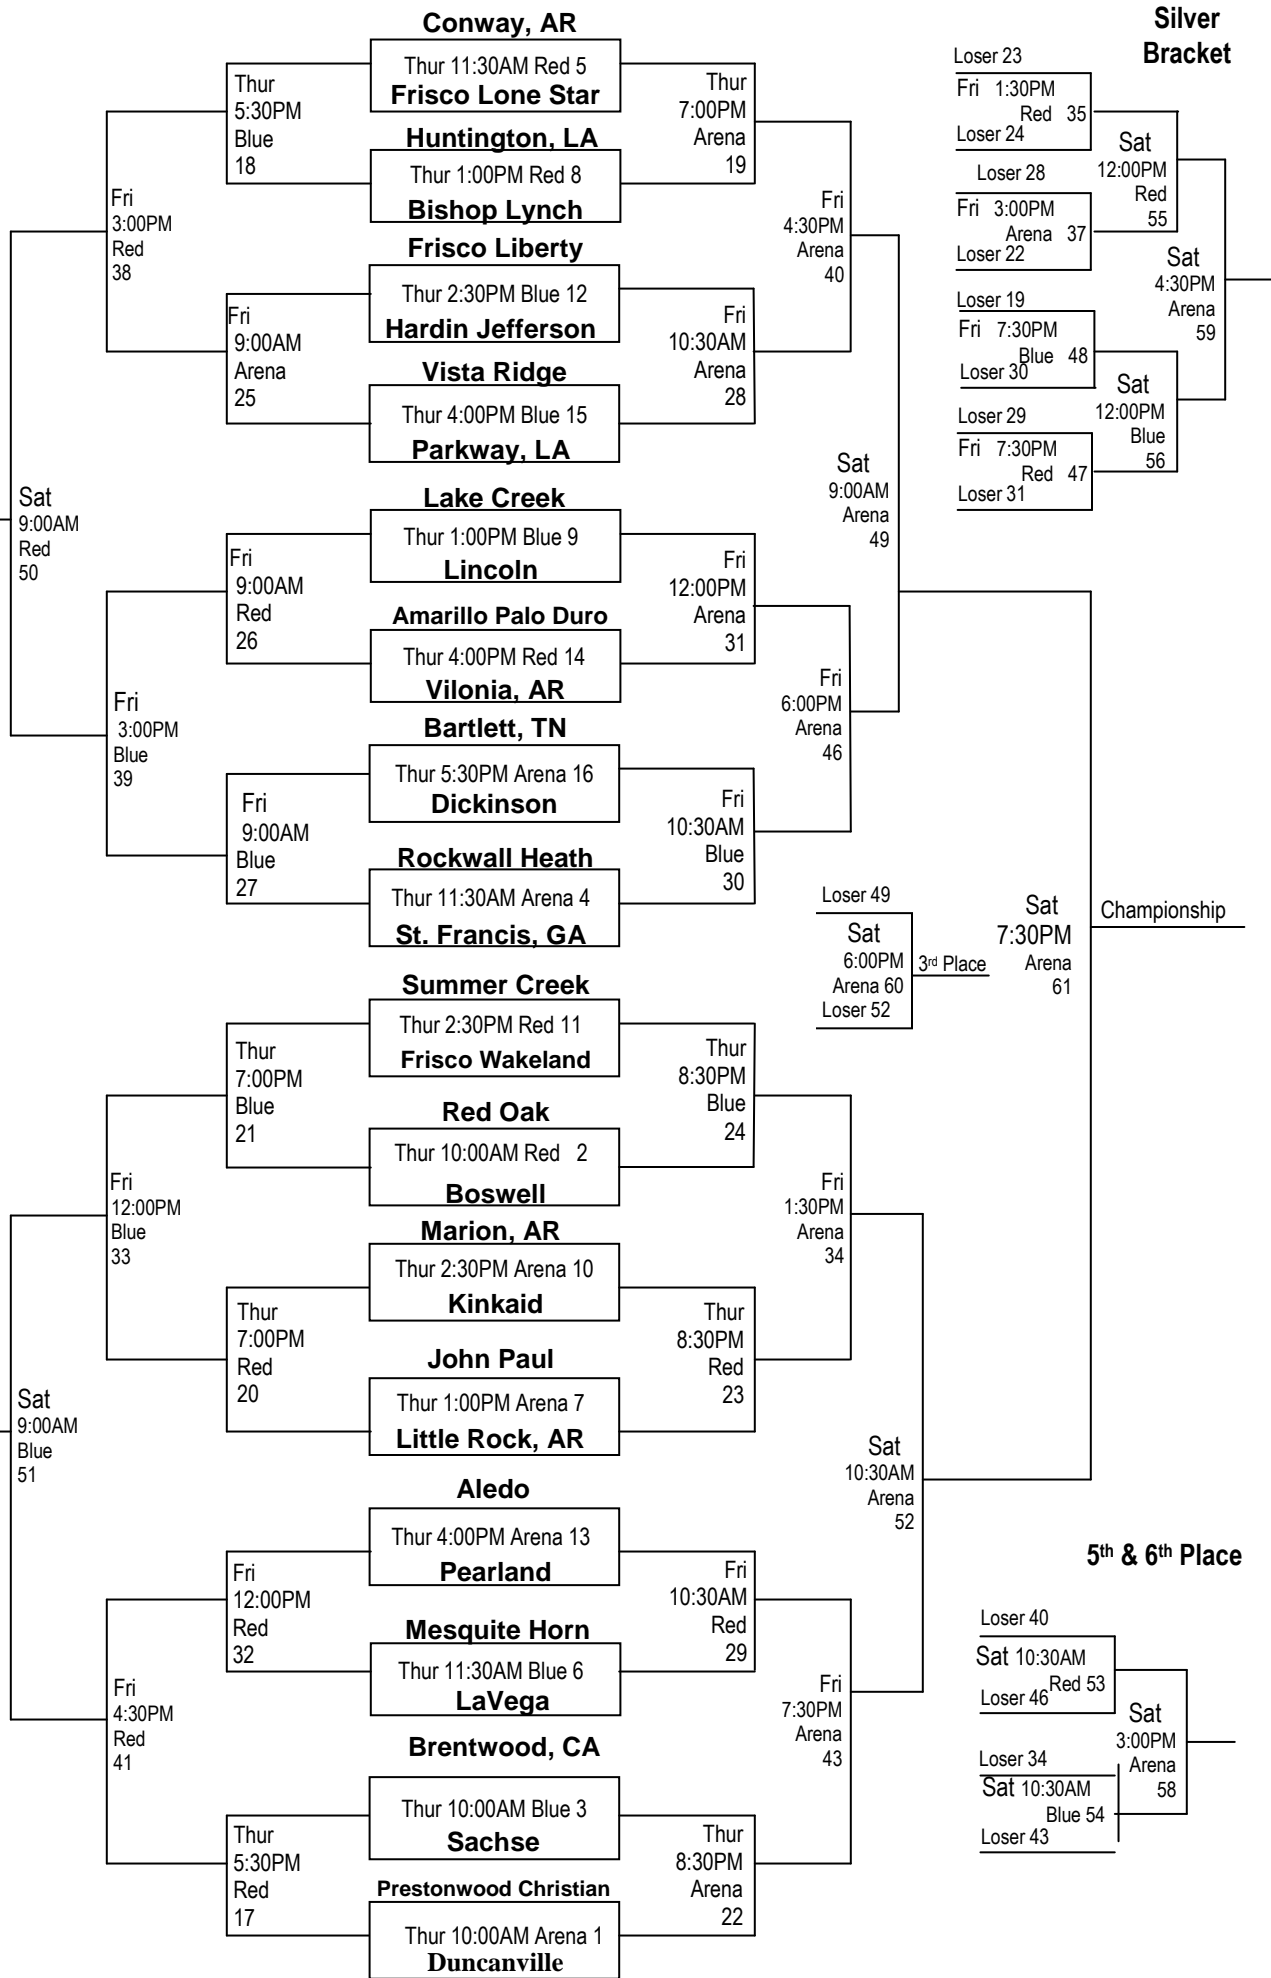 Conway, AR
Thur 11:30AM Red 5
Frisco Lone Star
Huntington, LA
Thur 1:00PM Red 8
Bishop Lynch
Frisco Liberty
Thur 2:30PM Blue 12
Hardin Jefferson
Vista Ridge
Thur 4:00PM Blue 15
Parkway, LA
Lake Creek
Thur 1:00PM Blue 9
Lincoln
Amarillo Palo Duro
Thur 4:00PM Red 14
Vilonia, AR
Bartlett, TN
Thur 5:30PM Arena 16
Dickinson
Rockwall Heath
Thur 11:30AM Arena 4
St. Francis, GA
Summer Creek
Thur 2:30PM Red 11
Frisco Wakeland
Red Oak
Thur 10:00AM Red 2
Boswell
Marion, AR
Thur 2:30PM Arena 10
Kinkaid
John Paul
Thur 1:00PM Arena 7
Little Rock, AR
Aledo
Thur 4:00PM Arena 13
Pearland
Mesquite Horn
Thur 11:30AM Blue 6
LaVega
Brentwood, CA
Thur 10:00AM Blue 3
Sachse
Prestonwood Christian
Thur 10:00AM Arena 1
Duncanville
Thur
5:30PM
Blue
18
Fri
9:00AM
Arena
25
Fri
9:00AM
Red
26
Fri
9:00AM
Blue
27
Thur
7:00PM
Blue
21
Thur
7:00PM
Red
20
Fri
12:00PM
Red
32
Thur
5:30PM
Red
17
Fri
3:00PM
Red
38
Fri
3:00PM
Blue
39
Fri
12:00PM
Blue
33
Fri
4:30PM
Red
41
Sat
9:00AM
Red
50
Sat
9:00AM
Blue
51
Thur
7:00PM
Arena
19
Fri
10:30AM
Arena
28
Fri
12:00PM
Arena
31
Fri
10:30AM
Blue
30
Thur
8:30PM
Blue
24
Thur
8:30PM
Red
23
Fri
10:30AM
Red
29
Thur
8:30PM
Arena
22
Fri
4:30PM
Arena
40
Fri
6:00PM
Arena
46
Fri
1:30PM
Arena
34
Fri
7:30PM
Arena
43
Sat
9:00AM
Arena
49
Sat
10:30AM
Arena
52
Sat
7:30PM
Arena
61
Championship
Loser 49
Sat
6:00PM
Arena 60
Loser 52
3rd Place
Silver
Bracket
Loser 23
Fri 1:30PM
Red 35
Loser 24
Loser 28
Fri 3:00PM
Arena 37
Loser 22
Loser 19
Fri 7:30PM
Blue 48
Loser 30
Loser 29
Fri 7:30PM
Red 47
Loser 31
Sat
12:00PM
Red
55
Sat
12:00PM
Blue
56
Sat
4:30PM
Arena
59
5th & 6th Place
Loser 40
Sat 10:30AM
Red 53
Loser 46
Loser 34
Sat 10:30AM
Blue 54
Loser 43
Sat
3:00PM
Arena
58